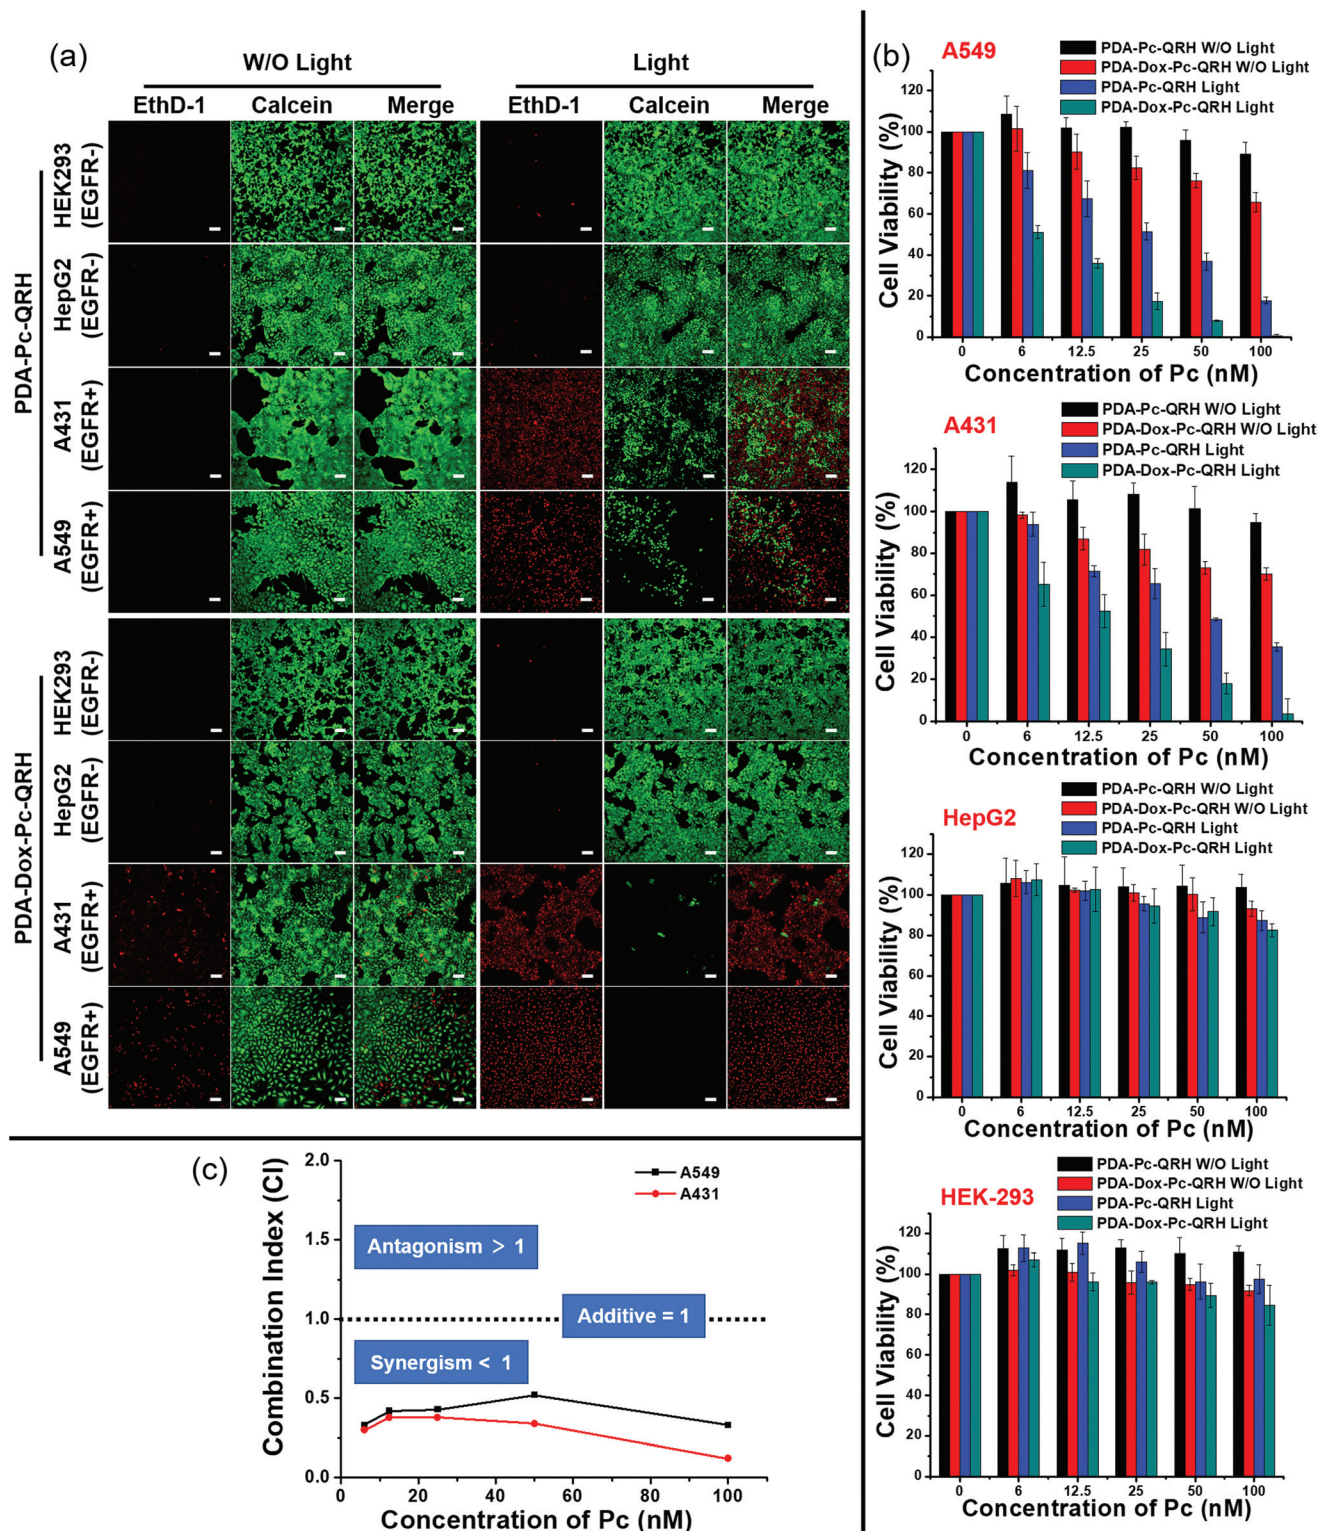 (a)
W/O Light
Light
EthD-1 Calcein Merge EthD-1 Calcein Merge
PDA-Pc-QRH
HEK293
(EGFR-)
HepG2
(EGFR-)
A431
(EGFR+)
A549
(EGFR+)
PDA-Dox-Pc-QRH
HEK293
(EGFR-)
HepG2
(EGFR-)
A431
(EGFR+)
A549
(EGFR+)
(b)
A549
PDA-Pc-QRH W/O Light
PDA-Dox-Pc-QRH W/O Light
PDA-Pc-QRH Light
PDA-Dox-Pc-QRH Light
Cell Viability (%)
120
100
80
60
40
20
0
0 6 12.5 25 50 100
Concentration of Pc (nM)
A431
PDA-Pc-QRH W/O Light
PDA-Dox-Pc-QRH W/O Light
PDA-Pc-QRH Light
PDA-Dox-Pc-QRH Light
Cell Viability (%)
120
100
80
60
40
20
0
0 6 12.5 25 50 100
Concentration of Pc (nM)
HepG2
PDA-Pc-QRH W/O Light
PDA-Dox-Pc-QRH W/O Light
PDA-Pc-QRH Light
PDA-Dox-Pc-QRH Light
Cell Viability (%)
120
100
80
60
40
20
0
0 6 12.5 25 50 100
Concentration of Pc (nM)
HEK-293
PDA-Pc-QRH W/O Light
PDA-Dox-Pc-QRH W/O Light
PDA-Pc-QRH Light
PDA-Dox-Pc-QRH Light
Cell Viability (%)
120
100
80
60
40
20
0
0 6 12.5 25 50 100
Concentration of Pc (nM)
(c)
Combination Index (CI)
2.0
1.5
1.0
0.5
0.0
A549
A431
Antagonism > 1
Additive = 1
Synergism < 1
0 20 40 60 80 100
Concentration of Pc (nM)